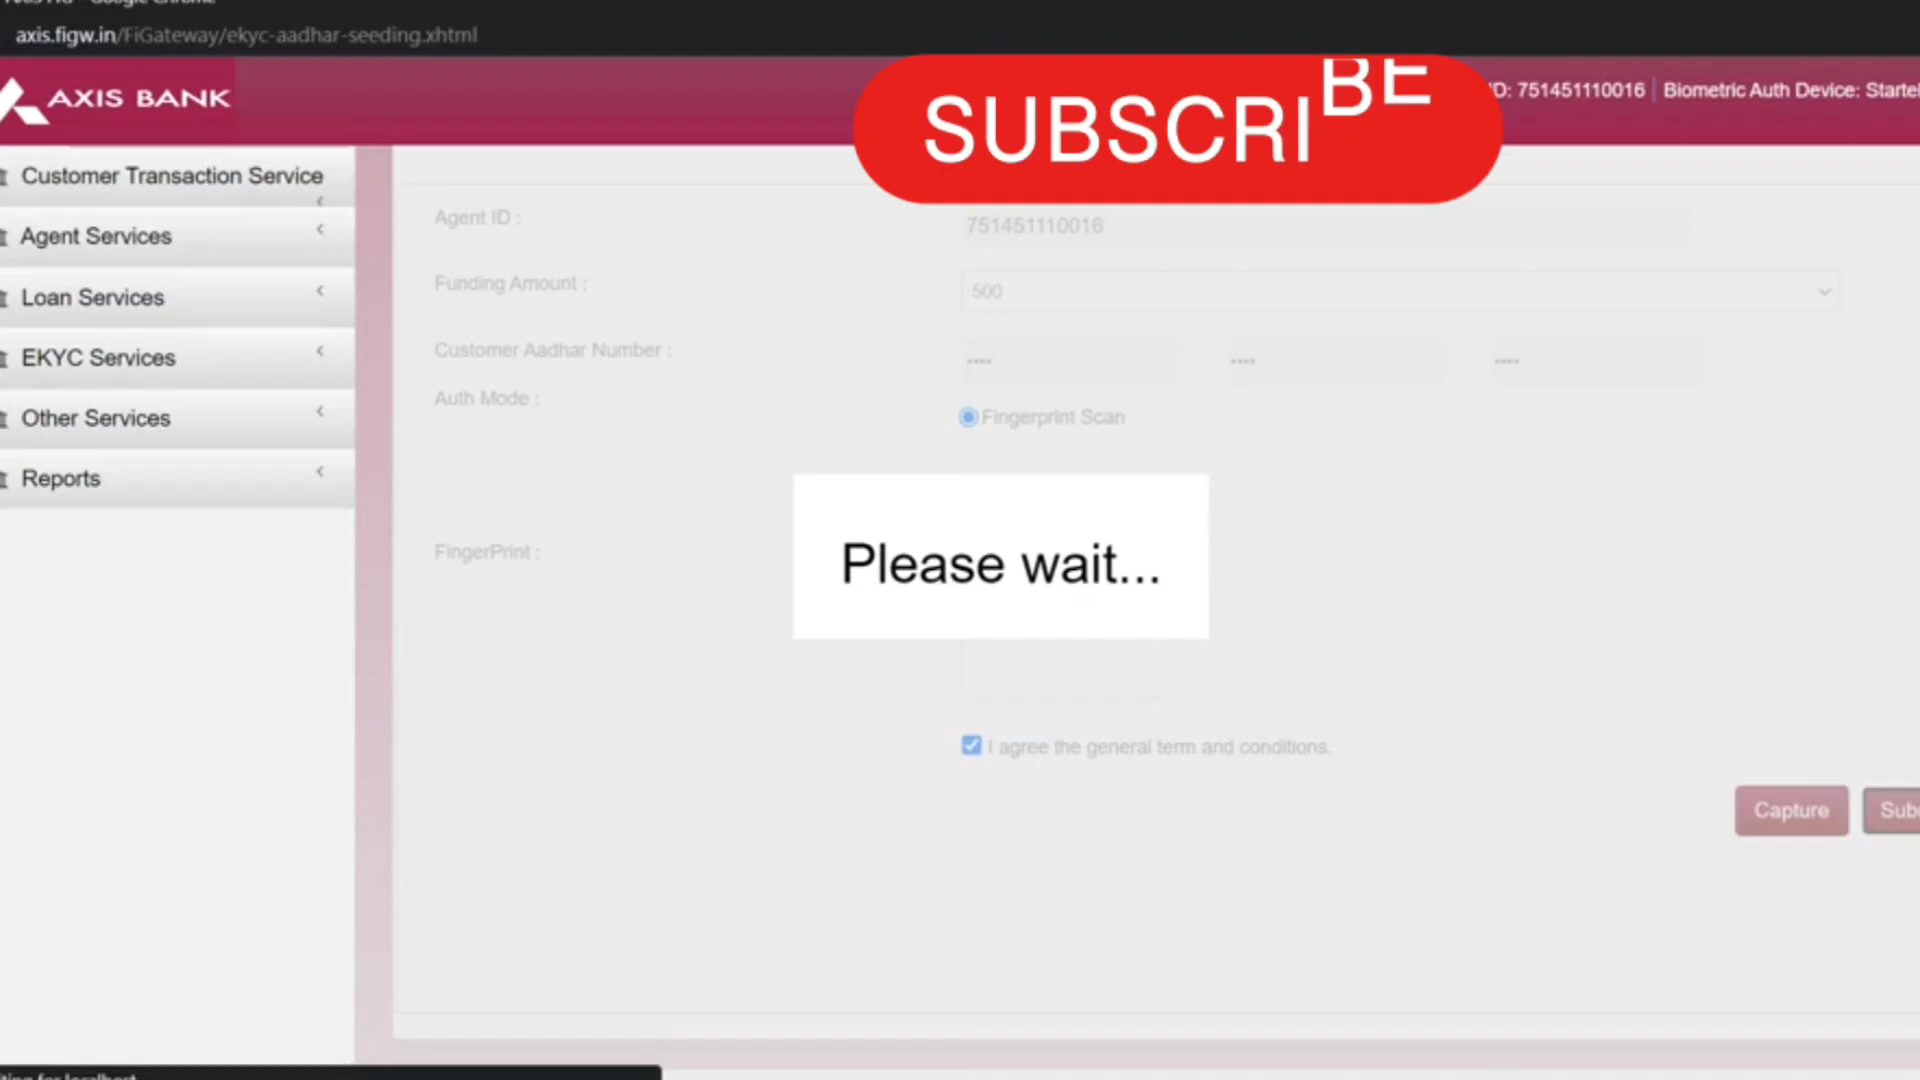 axis.figw.in/FiGateway/ekyc-aadhar-seeding.xhtml
AXIS BANK
SUBSCRIBE
ID: 751451110016 | Biometric Auth Device:
Customer Transaction Service
Agent Services
Loan Services
EKYC Services
Other Services
Reports
Agent ID :
751451110016
Funding Amount :
500
Customer Aadhar Number :
Auth Mode :
Fingerprint Scan
FingerPrint :
Please wait...
I agree the general term and conditions.
Capture